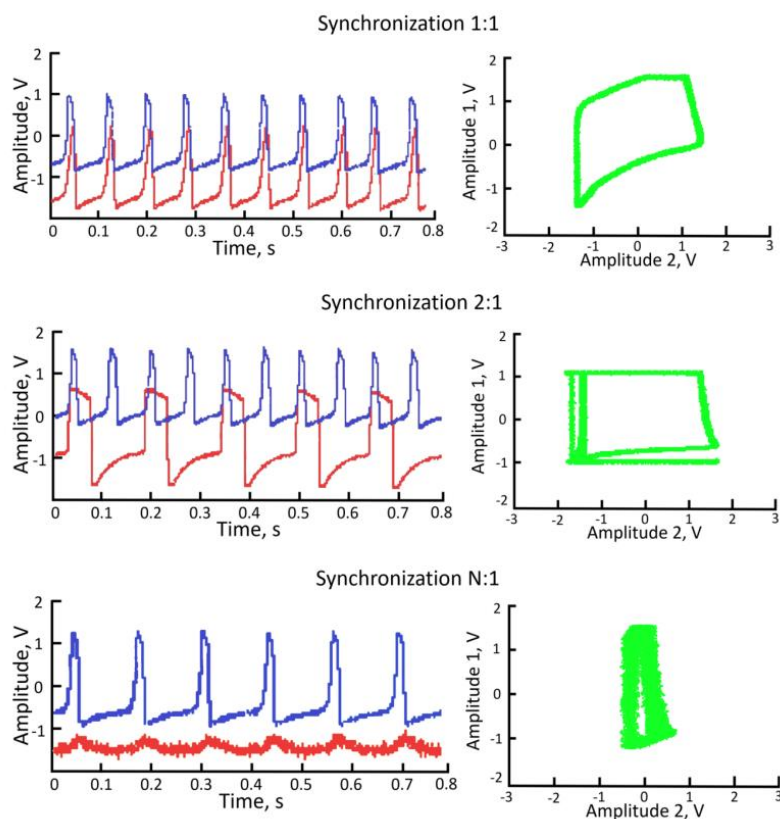 Synchronization 1:1
Amplitude, V
2
1
0
-1
0 0.1 0.2 0.3 0.4 0.5 0.6 0.7 0.8
Time, s
Amplitude 1, V
2
1
0
-1
-2
-3 -2 -1 0 1 2 3
Amplitude 2, V
Synchronization 2:1
Amplitude, V
2
1
0
-1
0 0.1 0.2 0.3 0.4 0.5 0.6 0.7 0.8
Time, s
Amplitude 1, V
2
1
0
-1
-2
-3 -2 -1 0 1 2 3
Amplitude 2, V
Synchronization N:1
Amplitude, V
2
1
0
-1
0 0.1 0.2 0.3 0.4 0.5 0.6 0.7 0.8
Time, s
Amplitude 1, V
2
1
0
-1
-2
-3 -2 -1 0 1 2 3
Amplitude 2, V